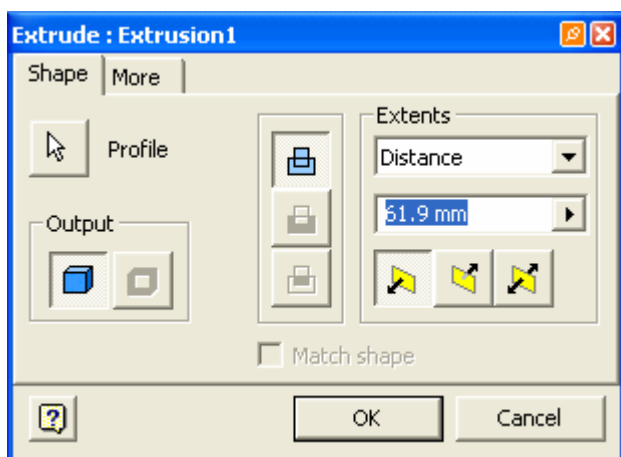 Extrude : Extrusion1
Shape
More
Profile
Output
Extents
Distance
61.9 mm
Match shape
?
OK
Cancel